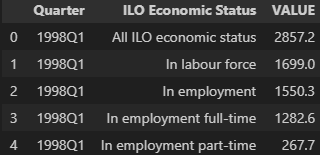 Quarter ILO Economic Status VALUE
0 1998Q1 All ILO economic status 2857.2
1 1998Q1 In labour force 1699.0
2 1998Q1 In employment 1550.3
3 1998Q1 In employment full-time 1282.6
4 1998Q1 In employment part-time 267.7